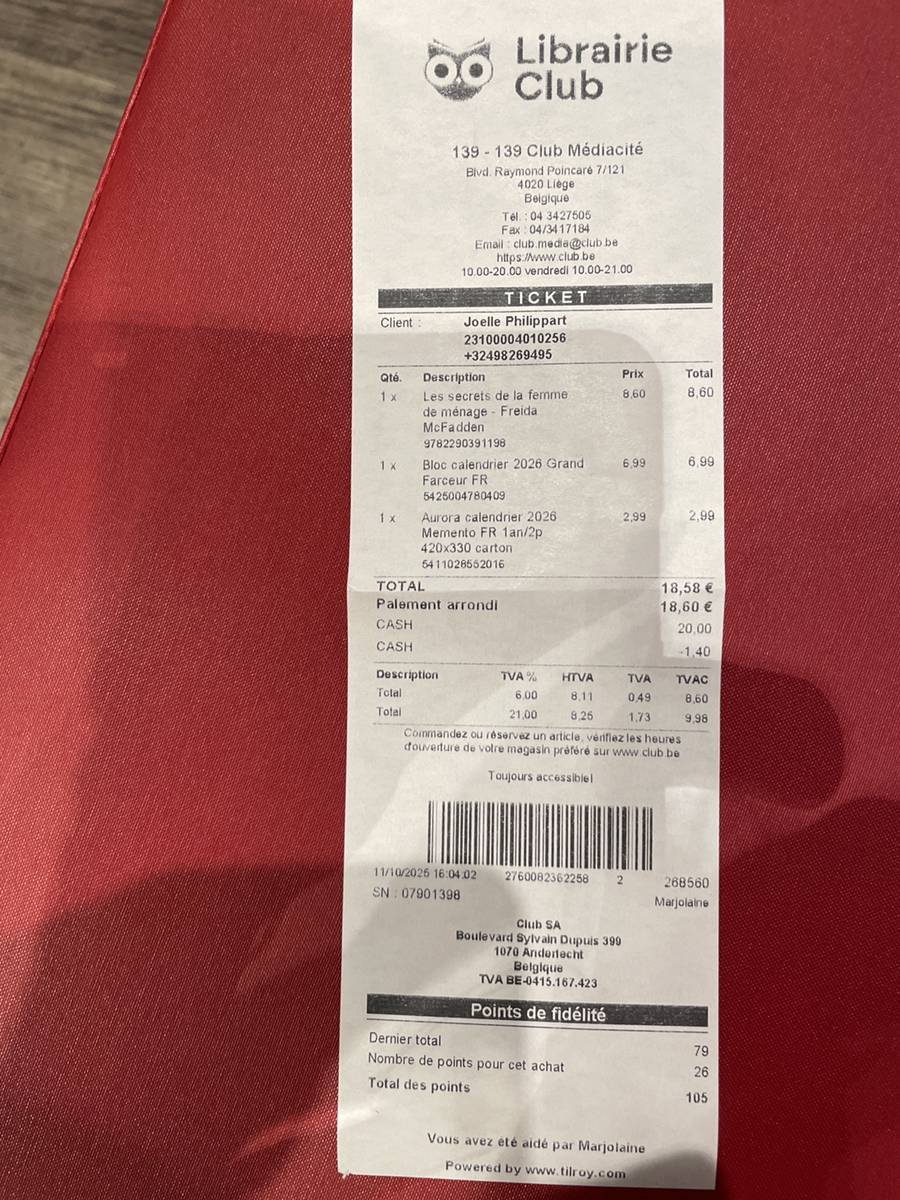 Librairie
Club
139 - 139 Club Médiacité
Blvd. Raymond Poincaré 7/121
4020 Liège
Belgique
Tél. : 04 3427505
Fax : 04/3417184
Email : club.media@club.be
https://www.club.be
10.00-20.00 vendredi 10.00-21.00
TICKET
Client : Joelle Philippart
23100004010256
+32498269495
Qté. Description Prix Total
1 x Les secrets de la femme 8,60 8,60
de ménage - Freida
McFadden
9782290391198
1 x Bloc calendrier 2026 Grand 6,99 6,99
Farceur FR
5425004780409
1 x Aurora calendrier 2026 2,99 2,99
Memento FR 1an/2p
420x330 carton
5411028552016
TOTAL 18,58 €
Paiement arrondi 18,60 €
CASH 20,00
CASH -1,40
Description TVA % HTVA TVA TVAC
Total 6,00 8,11 0,49 8,60
Total 21,00 8,25 1,73 9,98
Commandez ou réservez un article, vérifiez les heures
d'ouverture de votre magasin préféré sur www.club.be
Toujours accessible!
11/10/2025 16:04:02 2760082362258 2 268560
SN : 07901398 Marjolaine
Club SA
Boulevard Sylvain Dupuis 399
1070 Anderlecht
Belgique
TVA BE-0415.167.423
Points de fidélité
Dernier total 79
Nombre de points pour cet achat 26
Total des points 105
Vous avez été aidé par Marjolaine
Powered by www.tilroy.com